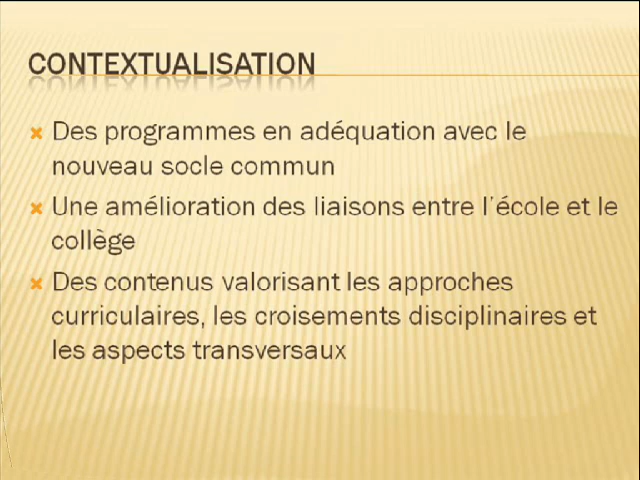 CONTEXTUALISATION
Des programmes en adéquation avec le
nouveau socle commun
Une amélioration des liaisons entre l'école et le
collège
Des contenus valorisant les approches
curriculaires, les croisements disciplinaires et
les aspects transversaux